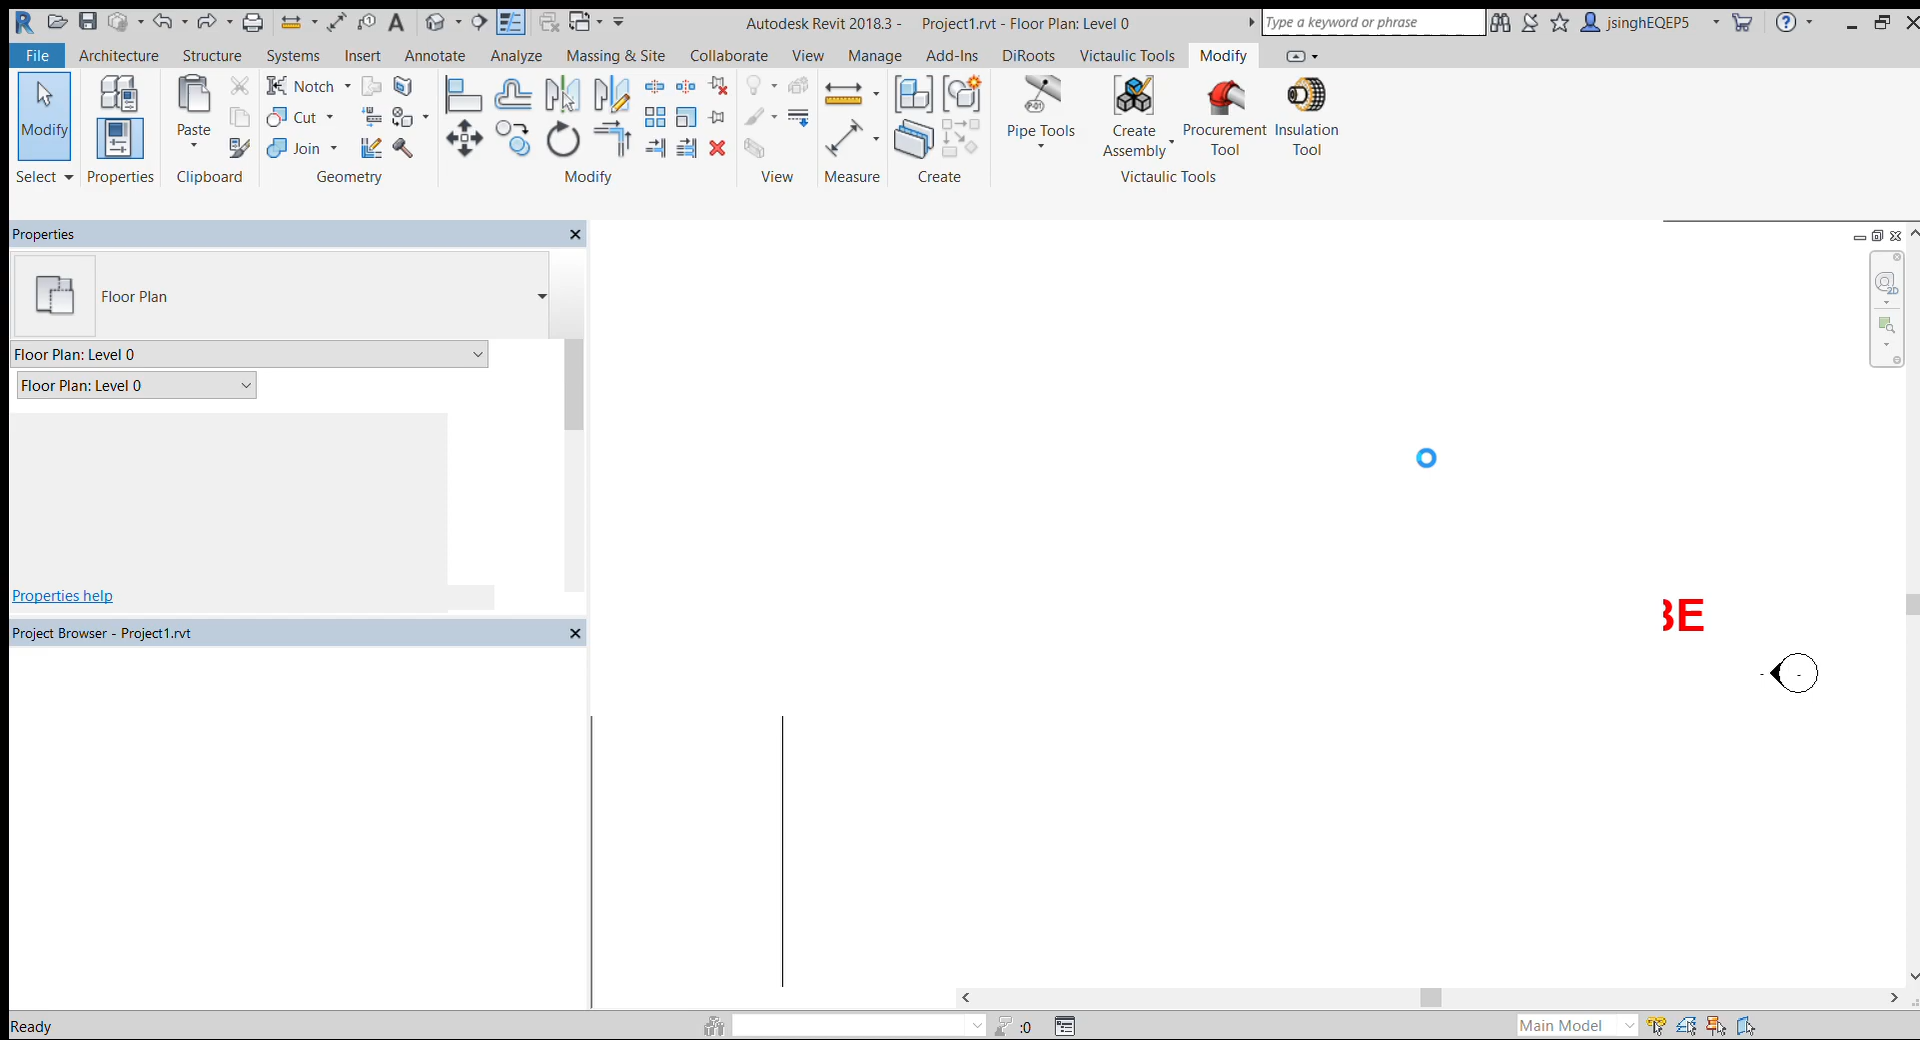 Autodesk Revit 2018.3 - Project1.rvt - Floor Plan: Level 0
Type a keyword or phrase
jsinghEQEP5
File Architecture Structure Systems Insert Annotate Analyze Massing & Site Collaborate View Manage Add-Ins DiRoots Victaulic Tools Modify
Modify
Select
Properties
Paste
Clipboard
Notch
Cut
Join
Geometry
Modify
View
Measure
Create
Pipe Tools
Create
Assembly
Procurement
Tool
Insulation
Tool
Victaulic Tools
Properties
Floor Plan
Floor Plan: Level 0
Floor Plan: Level 0
Properties help
Project Browser - Project1.rvt
Ready
:0
Main Model